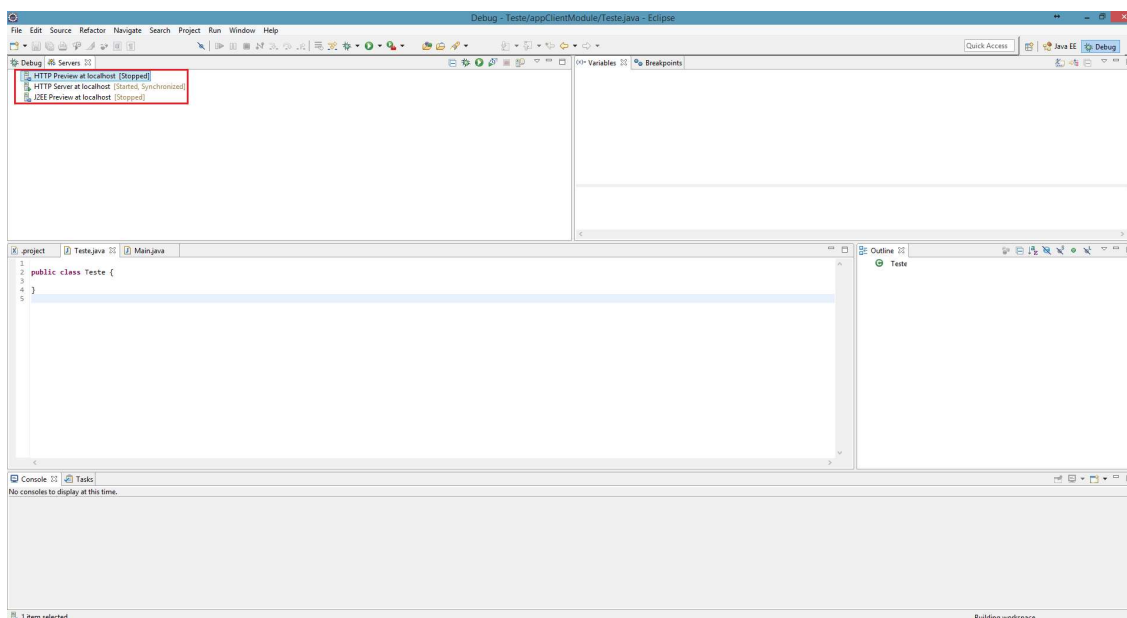 Debug - Teste/appClientModule/Teste.java - Eclipse
File Edit Source Refactor Navigate Search Project Run Window Help
Quick Access Java EE Debug
Debug Servers
(x)= Variables Breakpoints
HTTP Preview at localhost [Stopped]
HTTP Server at localhost [Started, Synchronized]
J2EE Preview at localhost [Stopped]
.project Teste.java Main.java
Outline
1
2 public class Teste {
3
4 }
5
Teste
Console Tasks
No consoles to display at this time.
1 item selected
Building workspace